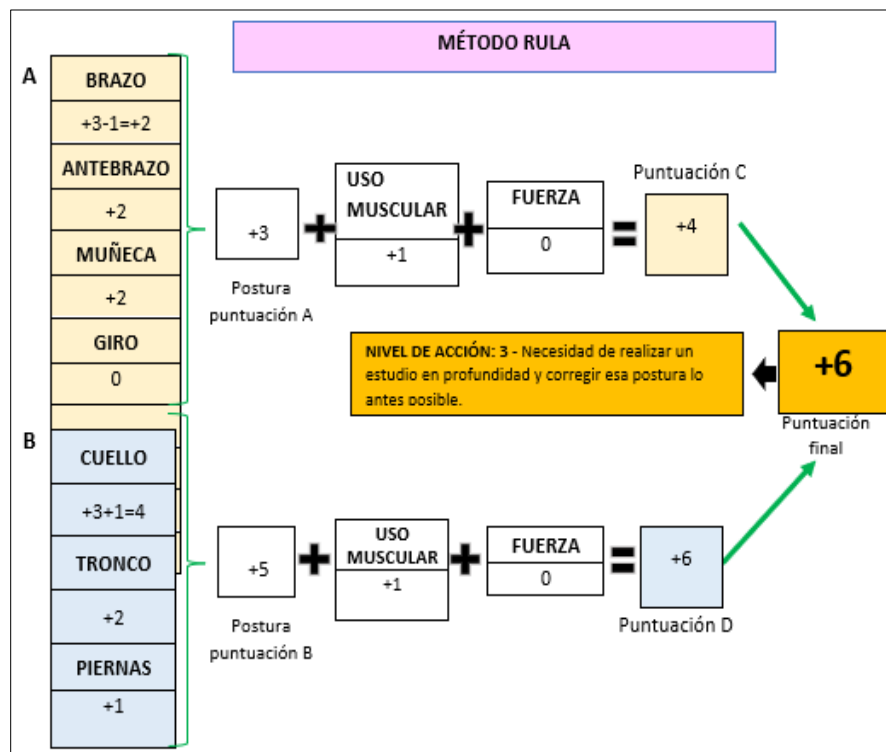 MÉTODO RULA
A
BRAZO
+3-1=+2
ANTEBRAZO
+2
MUÑECA
+2
GIRO
0
+3
Postura
puntuación A
USO
MUSCULAR
+1
FUERZA
0
Puntuación C
+4
NIVEL DE ACCIÓN: 3 - Necesidad de realizar un
estudio en profundidad y corregir esa postura lo
antes posible.
+6
Puntuación
final
B
CUELLO
+3+1=4
TRONCO
+2
PIERNAS
+1
+5
Postura
puntuación B
USO
MUSCULAR
+1
FUERZA
0
+6
Puntuación D